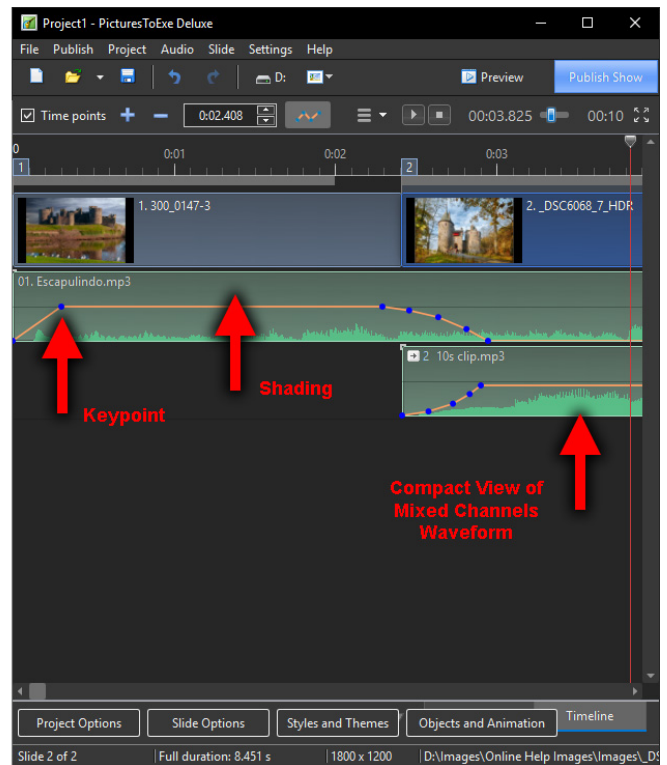 Project1 - PicturesToExe Deluxe
File Publish Project Audio Slide Settings Help
D: Preview Publish Show
Time points 0:02.408 00:03.825 00:10
0 0:01 0:02 0:03
1 2
1. 300_0147-3 2. _DSC6068_7_HDR
01. Escapulindo.mp3
2 10s clip.mp3
Shading
Keypoint
Compact View of
Mixed Channels
Waveform
Project Options Slide Options Styles and Themes Objects and Animation Timeline
Slide 2 of 2 Full duration: 8.451 s 1800 x 1200 D:\Images\Online Help Images\Images\_DS